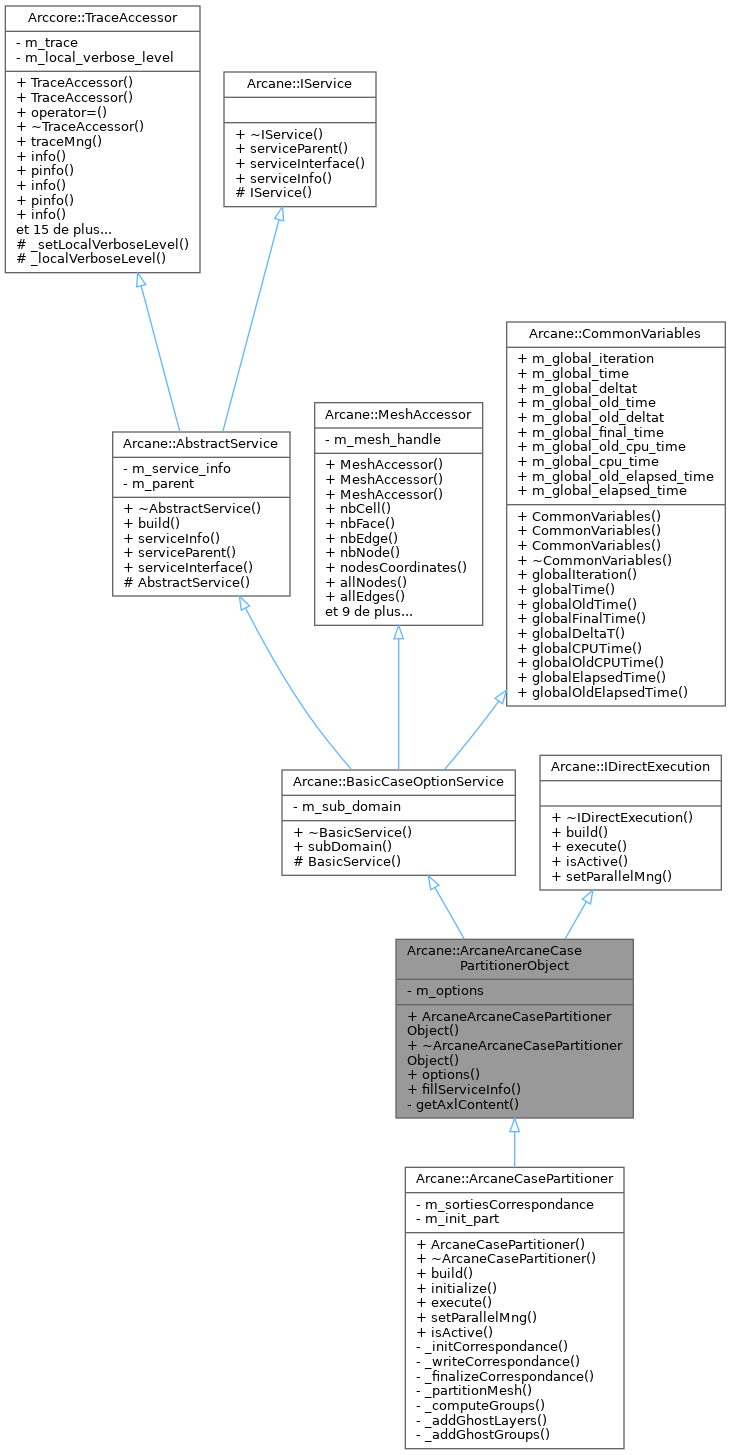 Arccore::TraceAccessor
- m_trace
- m_local_verbose_level
+ TraceAccessor()
+ TraceAccessor()
+ operator=()
+ ~TraceAccessor()
+ traceMng()
+ info()
+ pinfo()
+ info()
+ pinfo()
+ info()
et 15 de plus...
# _setLocalVerboseLevel()
# _localVerboseLevel()
Arcane::IService
+ ~IService()
+ serviceParent()
+ serviceInterface()
+ serviceInfo()
# IService()
Arcane::AbstractService
- m_service_info
- m_parent
+ ~AbstractService()
+ build()
+ serviceInfo()
+ serviceParent()
+ serviceInterface()
# AbstractService()
Arcane::MeshAccessor
- m_mesh_handle
+ MeshAccessor()
+ MeshAccessor()
+ MeshAccessor()
+ nbCell()
+ nbFace()
+ nbEdge()
+ nbNode()
+ nodesCoordinates()
+ allNodes()
+ allEdges()
et 9 de plus...
Arcane::CommonVariables
+ m_global_iteration
+ m_global_time
+ m_global_deltat
+ m_global_old_time
+ m_global_old_deltat
+ m_global_final_time
+ m_global_old_cpu_time
+ m_global_cpu_time
+ m_global_old_elapsed_time
+ m_global_elapsed_time
+ CommonVariables()
+ CommonVariables()
+ CommonVariables()
+ ~CommonVariables()
+ globalIteration()
+ globalTime()
+ globalOldTime()
+ globalFinalTime()
+ globalDeltaT()
+ globalCPUTime()
+ globalOldCPUTime()
+ globalElapsedTime()
+ globalOldElapsedTime()
Arcane::BasicCaseOptionService
- m_sub_domain
+ ~BasicService()
+ subDomain()
# BasicService()
Arcane::IDirectExecution
+ ~IDirectExecution()
+ build()
+ execute()
+ isActive()
+ setParallelMng()
Arcane::ArcaneArcaneCase
PartitionerObject
- m_options
+ ArcaneArcaneCasePartitioner
Object()
+ ~ArcaneArcaneCasePartitioner
Object()
+ options()
+ fillServiceInfo()
- getAxlContent()
Arcane::ArcaneCasePartitioner
- m_sortiesCorrespondance
- m_init_part
+ ArcaneCasePartitioner()
+ ~ArcaneCasePartitioner()
+ build()
+ initialize()
+ execute()
+ setParallelMng()
+ isActive()
- _initCorrespondance()
- _writeCorrespondance()
- _finalizeCorrespondance()
- _partitionMesh()
- _computeGroups()
- _addGhostLayers()
- _addGhostGroups()